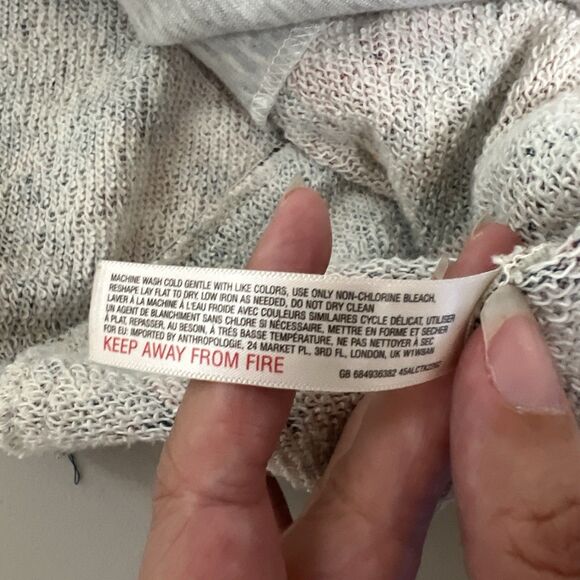 MACHINE WASH COLD GENTLE WITH LIKE COLORS, USE ONLY NON-CHLORINE BLEACH,
RESHAPE LAY FLAT TO DRY. LOW IRON AS NEEDED, DO NOT DRY CLEAN
LAVER À LA MACHINE À L'EAU FROIDE AVEC COULEURS SIMILAIRES CYCLE DÉLICAT, UTILISER
UN AGENT DE BLANCHIMENT SANS CHLORE SI NÉCESSAIRE, METTRE EN FORME ET SÉCHER
À PLAT. REPASSER, AU BESOIN, À TRÈS BASSE TEMPÉRATURE, NE PAS NETTOYER À SEC
FOR EU: IMPORTED BY ANTHROPOLOGIE, 24 MARKET PL, 3RD FL, LONDON, UK
KEEP AWAY FROM FIRE
GB 684936382